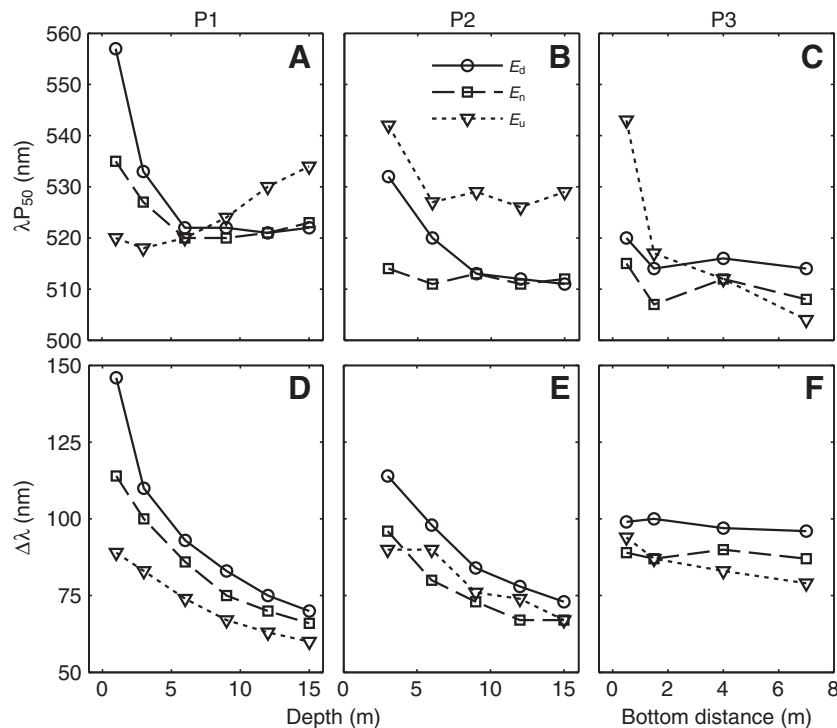 P1 P2 P3
560
550
540
530
520
510
500
λP50 (nm)
A B C
Ed
En
Eu
150
125
100
75
50
Δλ (nm)
D E F
0 5 10 15 0 5 10 15 0 2 4 6 8
Depth (m) Bottom distance (m)